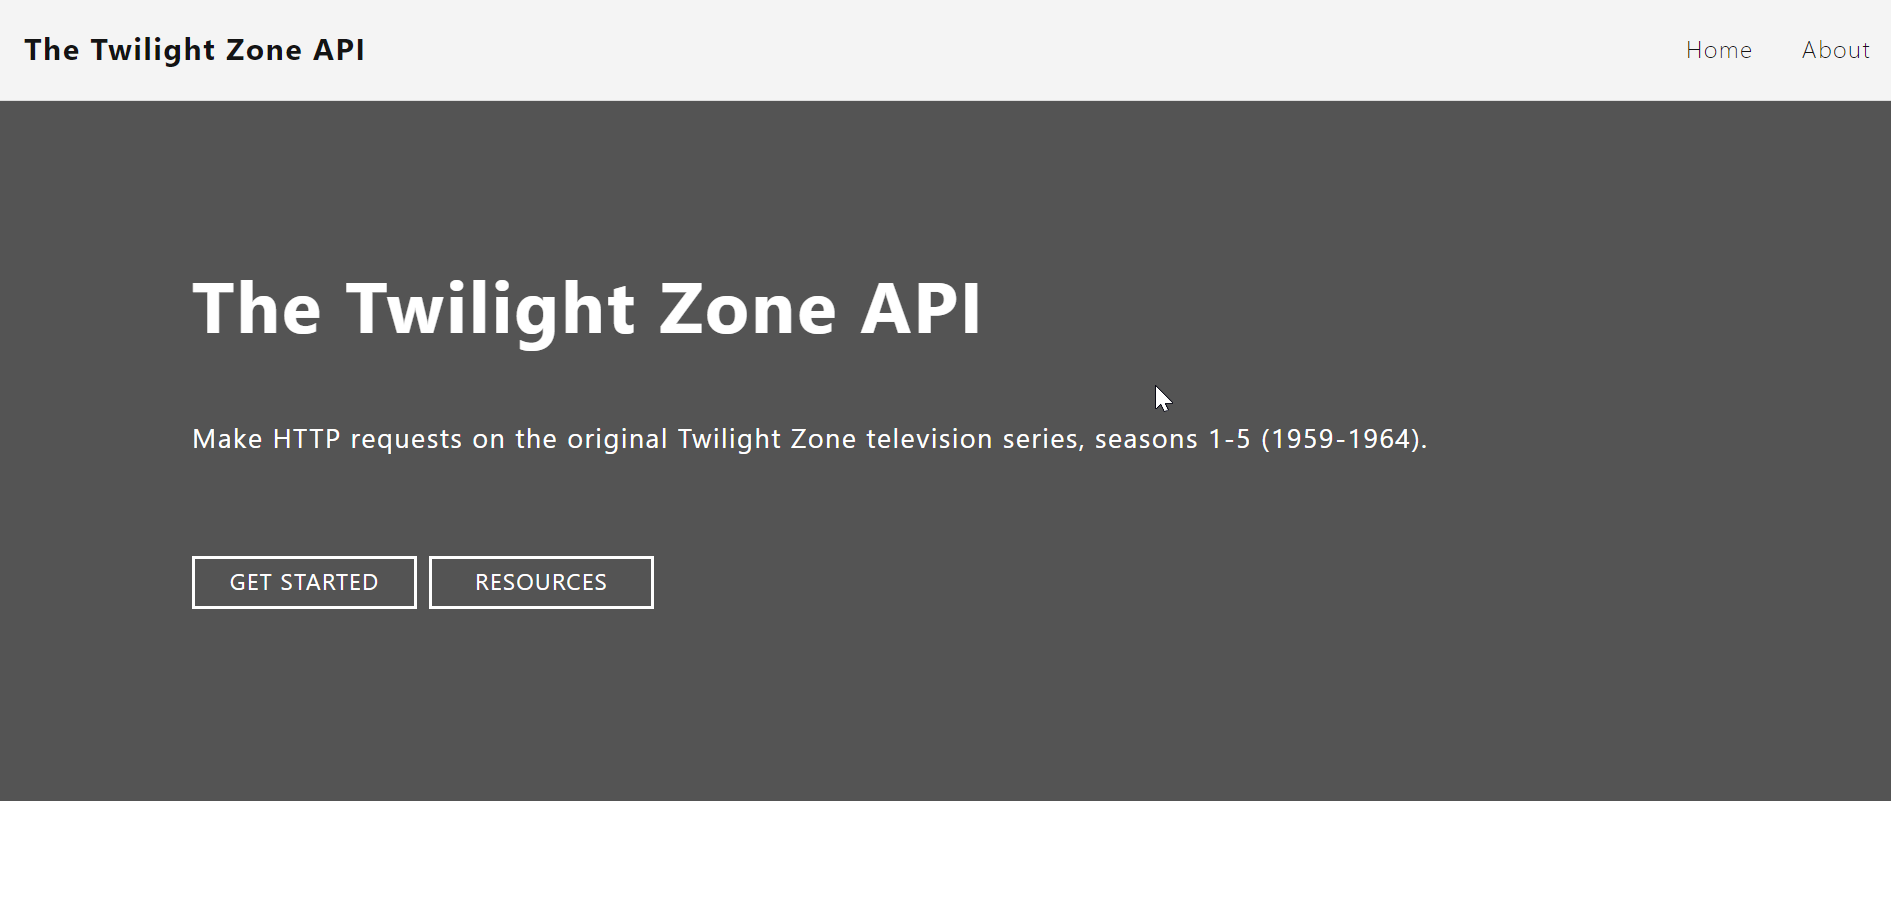 The Twilight Zone API
Home About
The Twilight Zone API
Make HTTP requests on the original Twilight Zone television series, seasons 1-5 (1959-1964).
GET STARTED RESOURCES